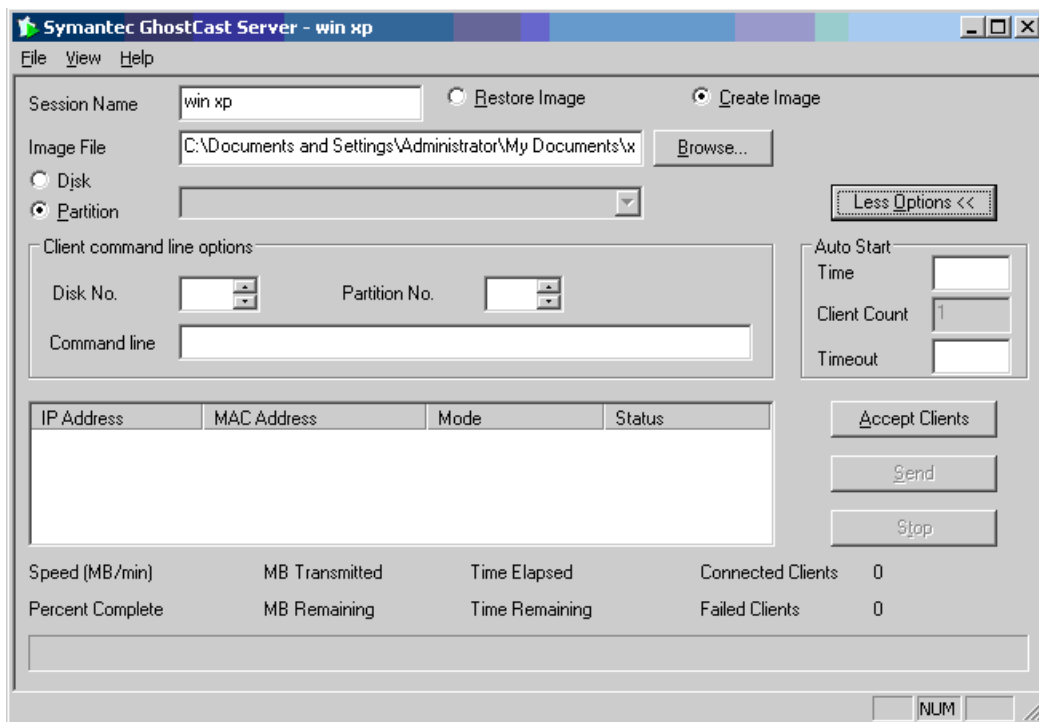 Symantec GhostCast Server - win xp
File View Help
Session Name win xp Restore Image Create Image
Image File C:\Documents and Settings\Administrator\My Documents\x Browse...
Disk
Partition Less Options <<
Client command line options Auto Start
Time
Disk No. Partition No.
Client Count 1
Command line
Timeout
IP Address MAC Address Mode Status
Accept Clients
Send
Stop
Speed (MB/min) MB Transmitted Time Elapsed Connected Clients 0
Percent Complete MB Remaining Time Remaining Failed Clients 0
NUM